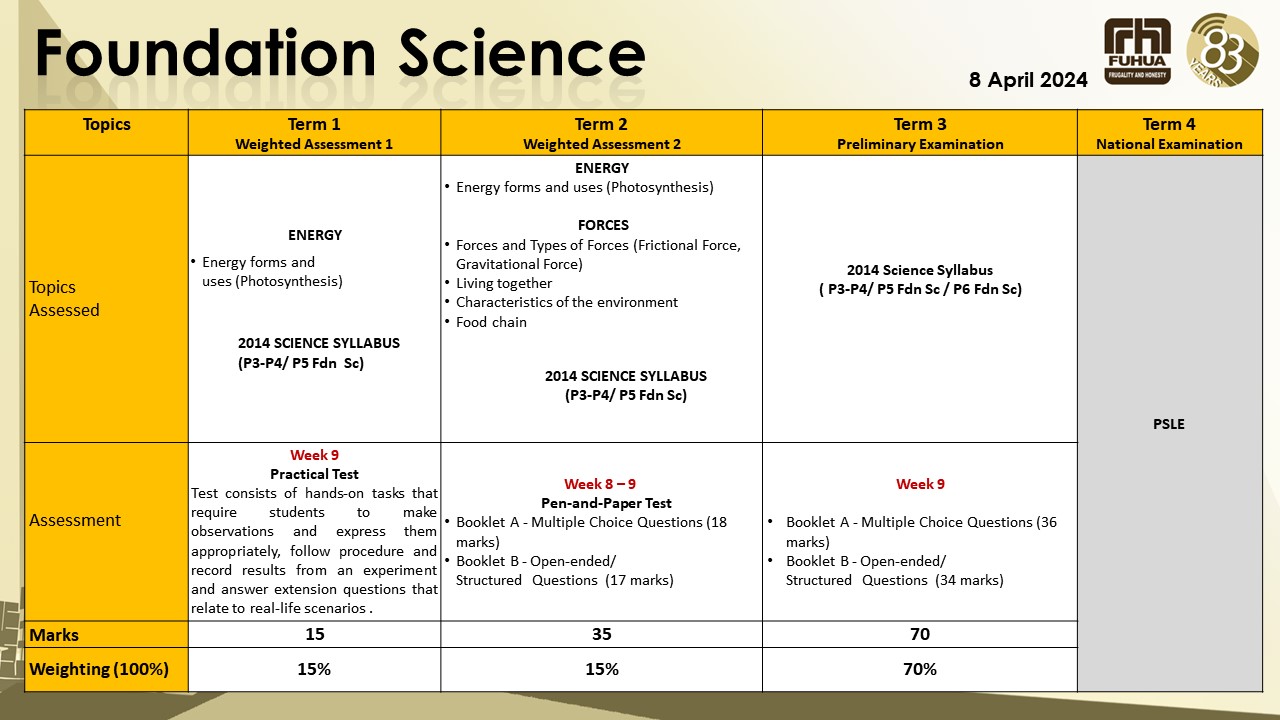 Foundation Science
8 April 2024
FUHUA
FRUGALITY AND HONESTY
83
YEARS
Topics
Term 1
Weighted Assessment 1
Term 2
Weighted Assessment 2
Term 3
Preliminary Examination
Term 4
National Examination
Topics
Assessed
ENERGY
• Energy forms and
uses (Photosynthesis)
2014 SCIENCE SYLLABUS
(P3-P4/ P5 Fdn Sc)
ENERGY
• Energy forms and uses (Photosynthesis)
FORCES
• Forces and Types of Forces (Frictional Force,
Gravitational Force)
• Living together
• Characteristics of the environment
• Food chain
2014 SCIENCE SYLLABUS
(P3-P4/ P5 Fdn Sc)
2014 Science Syllabus
( P3-P4/ P5 Fdn Sc / P6 Fdn Sc)
PSLE
Assessment
Week 9
Practical Test
Test consists of hands-on tasks that
require students to make
observations and express them
appropriately, follow procedure and
record results from an experiment
and answer extension questions that
relate to real-life scenarios .
Week 8 – 9
Pen-and-Paper Test
• Booklet A - Multiple Choice Questions (18
marks)
• Booklet B - Open-ended/
Structured Questions (17 marks)
Week 9
• Booklet A - Multiple Choice Questions (36
marks)
• Booklet B - Open-ended/
Structured Questions (34 marks)
Marks
15
35
70
Weighting (100%)
15%
15%
70%